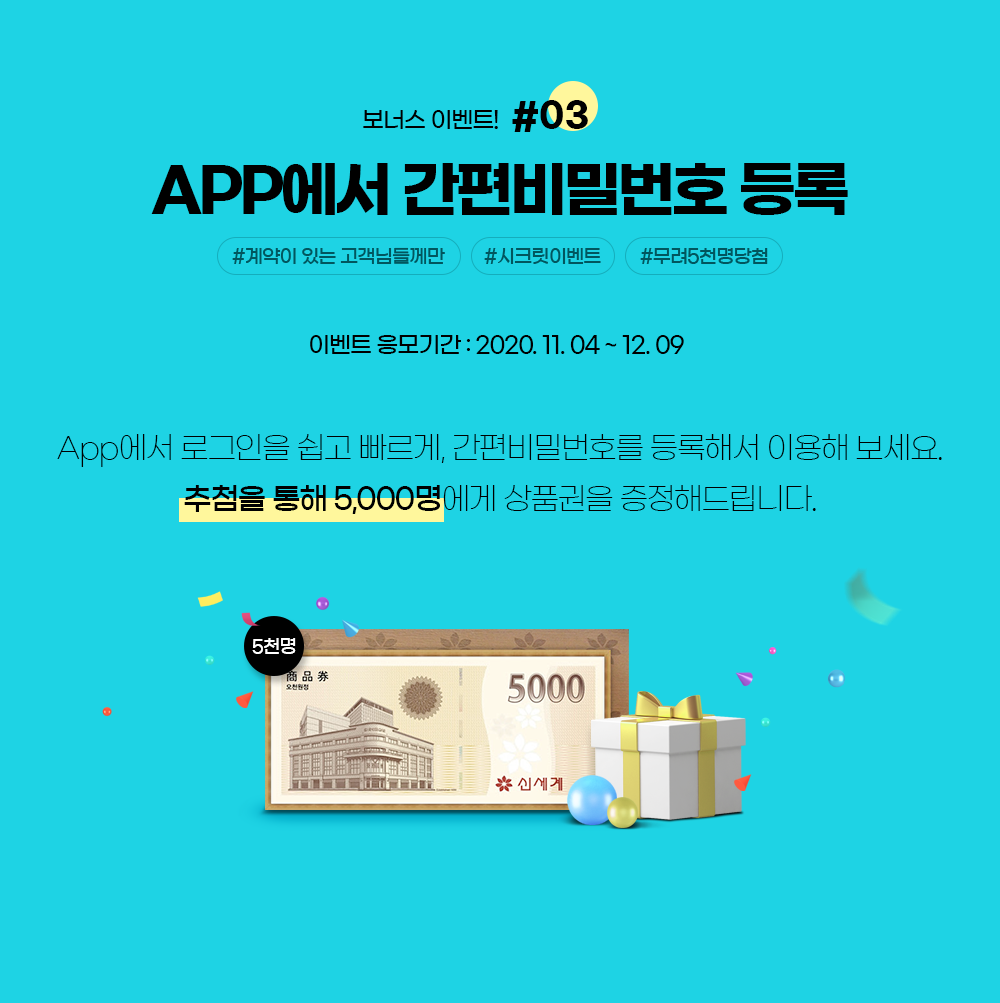 보너스 이벤트! #03
APP에서 간편비밀번호 등록
#계약이 있는 고객님들께만 #시크릿이벤트 #무려5천명당첨
이벤트 응모기간 : 2020. 11. 04 ~ 12. 09
App에서 로그인을 쉽고 빠르게, 간편비밀번호를 등록해서 이용해 보세요.
추첨을 통해 5,000명에게 상품권을 증정해드립니다.
5천명
商品券
오천원정
5000
신세계